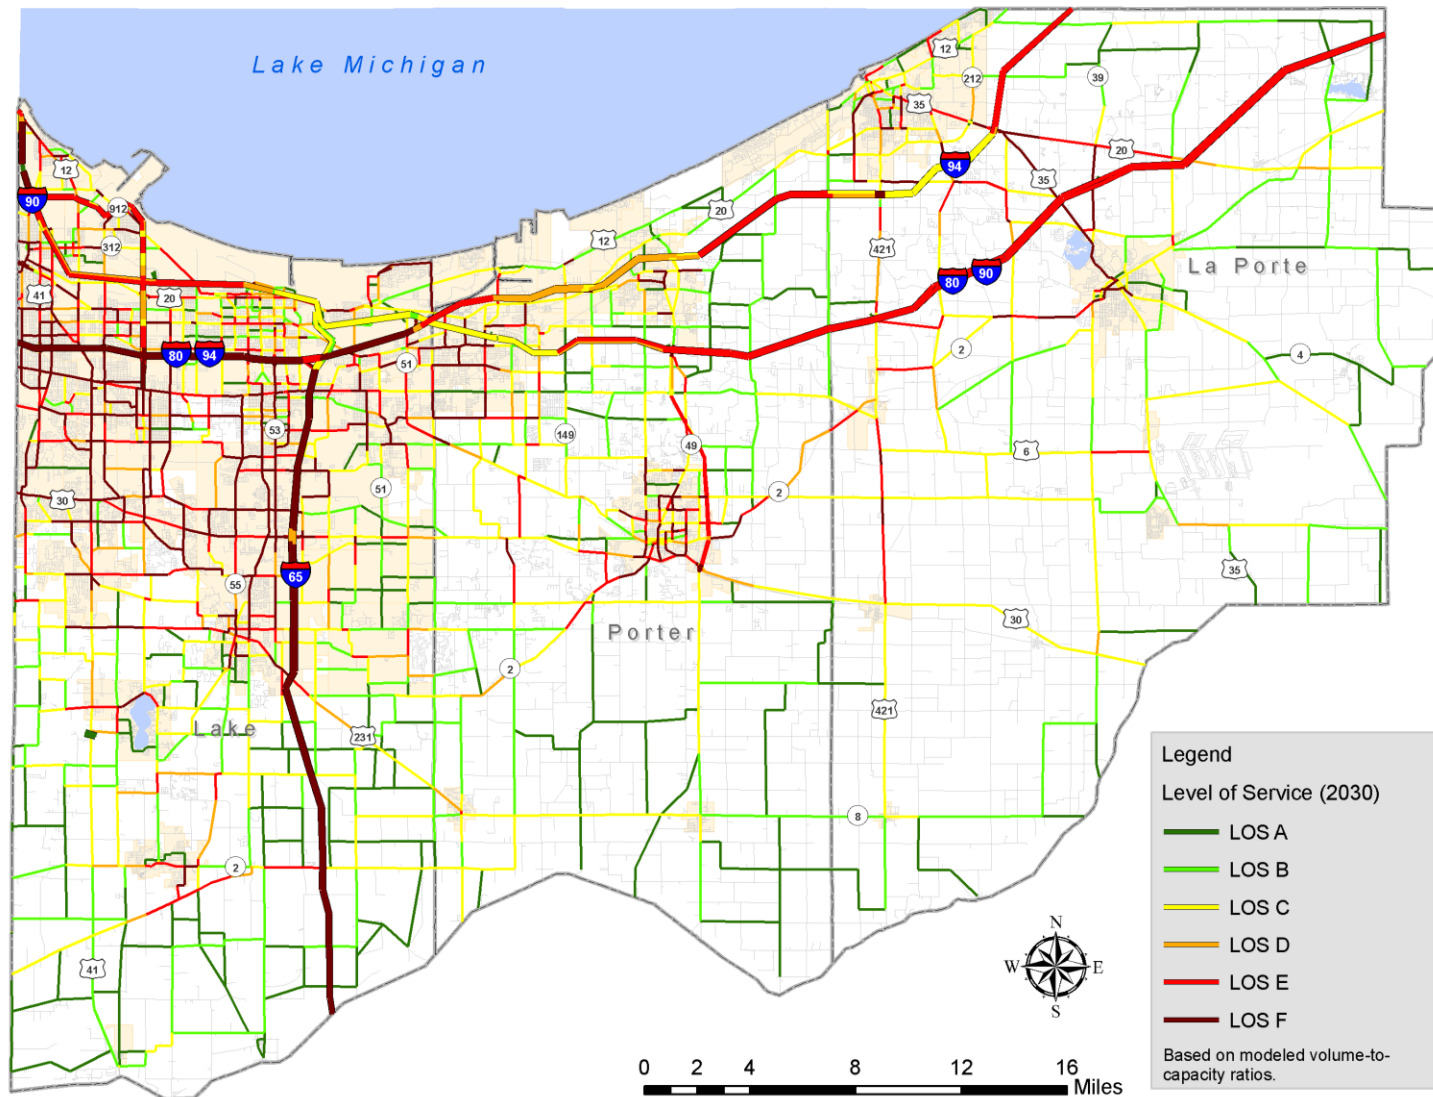 Lake Michigan
12
212
39
35
20
94
35
12
90
912
312
20
12
421
41
20
80
90
La Porte
80
94
51
2
4
53
149
49
6
30
51
2
65
55
35
30
Porter
2
421
Lake
231
8
2
41
N
W
E
S
0 2 4 8 12 16
Miles
Legend
Level of Service (2030)
LOS A
LOS B
LOS C
LOS D
LOS E
LOS F
Based on modeled volume-to-
capacity ratios.